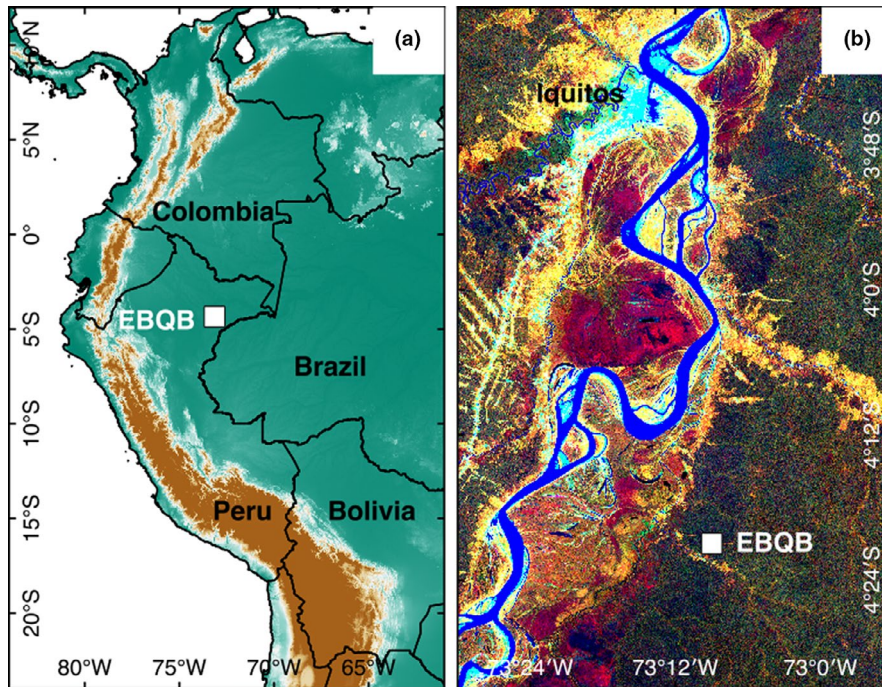 (a)
10°N
5°N
0°
5°S
10°S
15°S
20°S
Colombia
EBQB
Brazil
Peru
Bolivia
80°W
75°W
70°W
65°W
(b)
Iquitos
3°48'S
4°0'S
4°12'S
4°24'S
EBQB
73°24'W
73°12'W
73°0'W